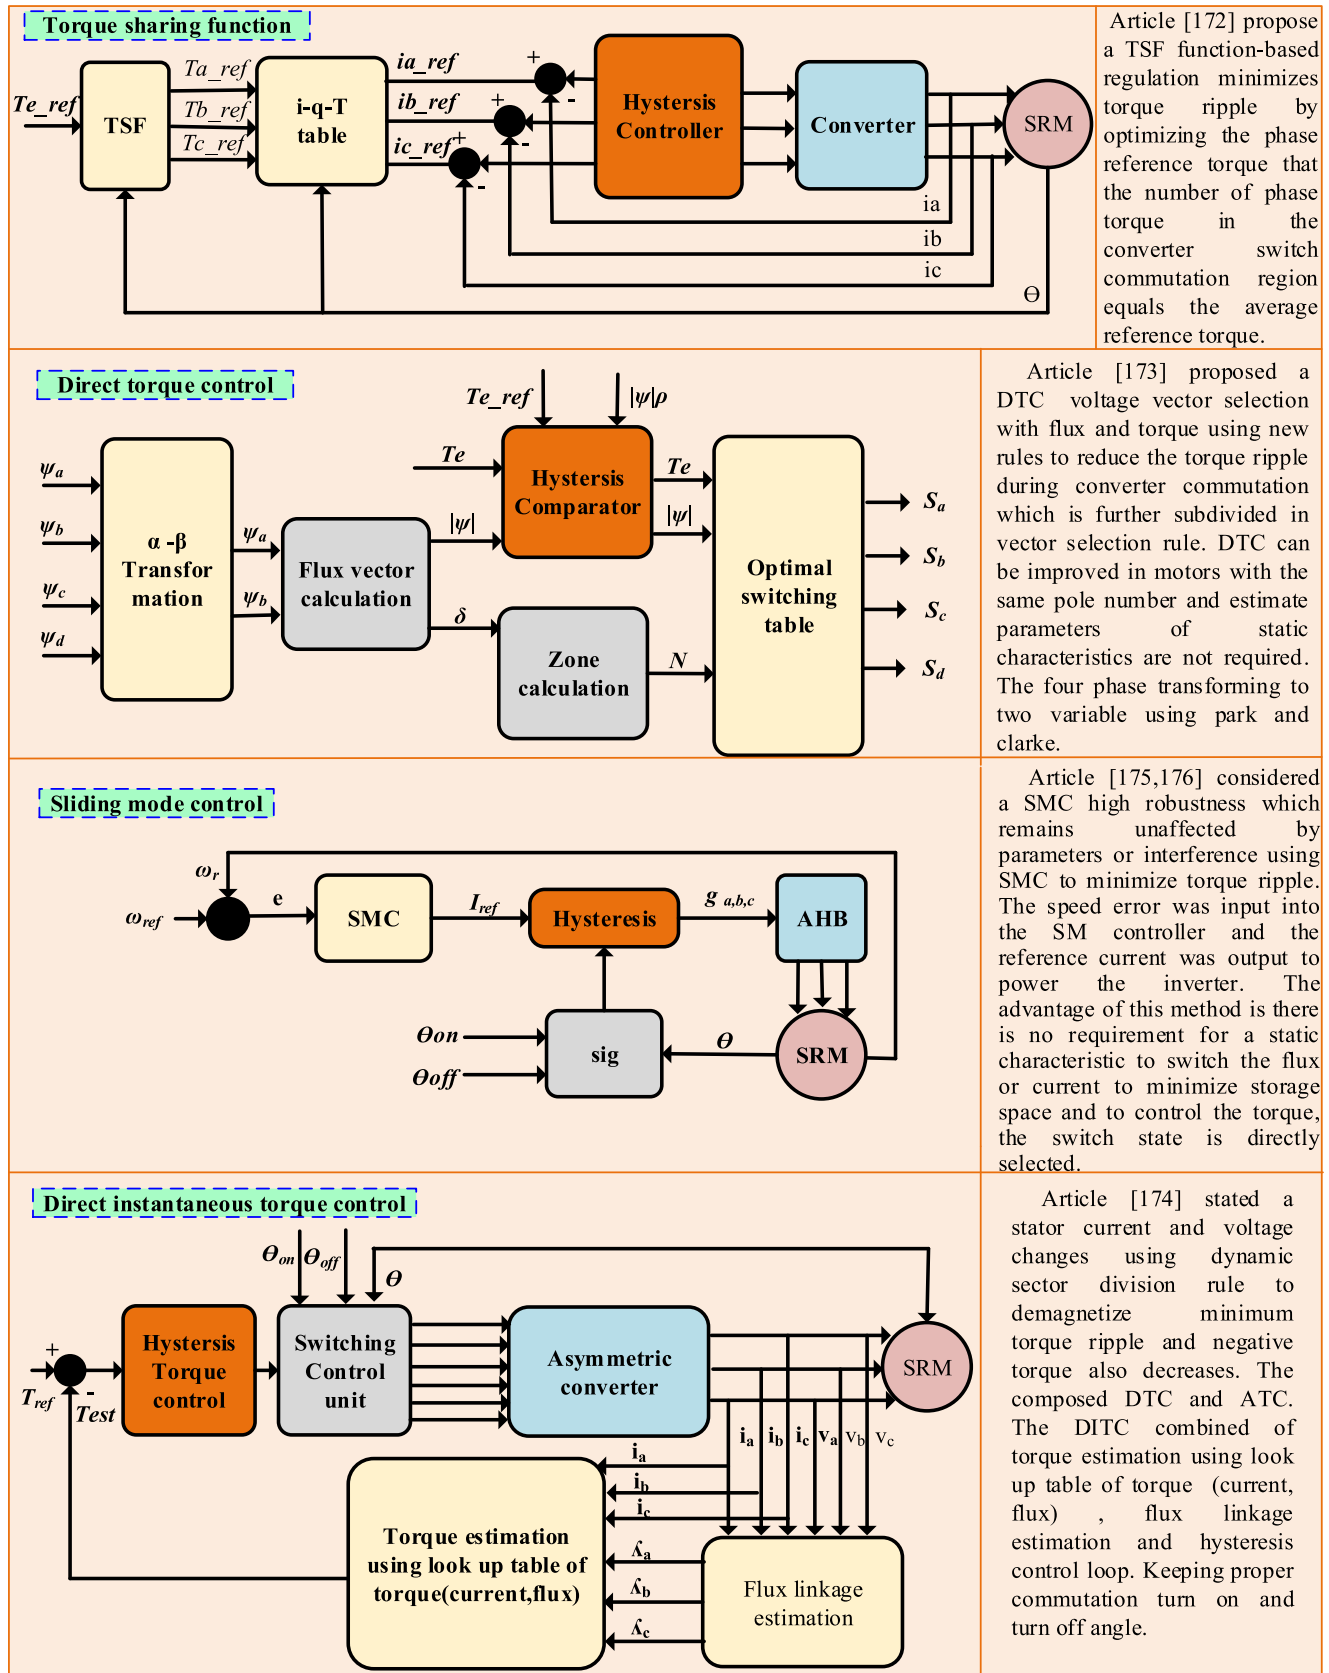 Torque sharing function
Te_ref
TSF
Ta_ref
Tb_ref
Tc_ref
i-q-T
table
ia_ref
ib_ref
ic_ref
+
-
+
-
+
-
Hystersis
Controller
Converter
SRM
ia
ib
ic
Ө
Article [172] propose
a TSF function-based
regulation minimizes
torque ripple by
optimizing the phase
reference torque that
the number of phase
torque in the
converter switch
commutation region
equals the average
reference torque.
Direct torque control
ψa
ψb
ψc
ψd
α -β
Transfor
mation
ψa
ψb
Flux vector
calculation
|ψ|
δ
Te_ref
|ψ|ρ
Te
Hystersis
Comparator
Zone
calculation
Te
|ψ|
N
Optimal
switching
table
Sa
Sb
Sc
Sd
Article [173] proposed a
DTC voltage vector selection
with flux and torque using new
rules to reduce the torque ripple
during converter commutation
which is further subdivided in
vector selection rule. DTC can
be improved in motors with the
same pole number and estimate
parameters of static
characteristics are not required.
The four phase transforming to
two variable using park and
clarke.
Sliding mode control
ωr
ωref
e
SMC
Iref
Hysteresis
g a,b,c
AHB
Өon
Өoff
sig
Ө
SRM
Article [175,176] considered
a SMC high robustness which
remains unaffected by
parameters or interference using
SMC to minimize torque ripple.
The speed error was input into
the SM controller and the
reference current was output to
power the inverter. The
advantage of this method is there
is no requirement for a static
characteristic to switch the flux
or current to minimize storage
space and to control the torque,
the switch state is directly
selected.
Direct instantaneous torque control
Өon
Өoff
Ө
+
-
Tref
Test
Hystersis
Torque
control
Switching
Control
unit
Asymmetric
converter
SRM
ia
ib
ic
va
vb
vc
ia
ib
ic
Torque estimation
using look up table of
torque(current,flux)
ʎa
ʎb
ʎc
Flux linkage
estimation
Article [174] stated a
stator current and voltage
changes using dynamic
sector division rule to
demagnetize minimum
torque ripple and negative
torque also decreases. The
composed DTC and ATC.
The DITC combined of
torque estimation using look
up table of torque (current,
flux) , flux linkage
estimation and hysteresis
control loop. Keeping proper
commutation turn on and
turn off angle.